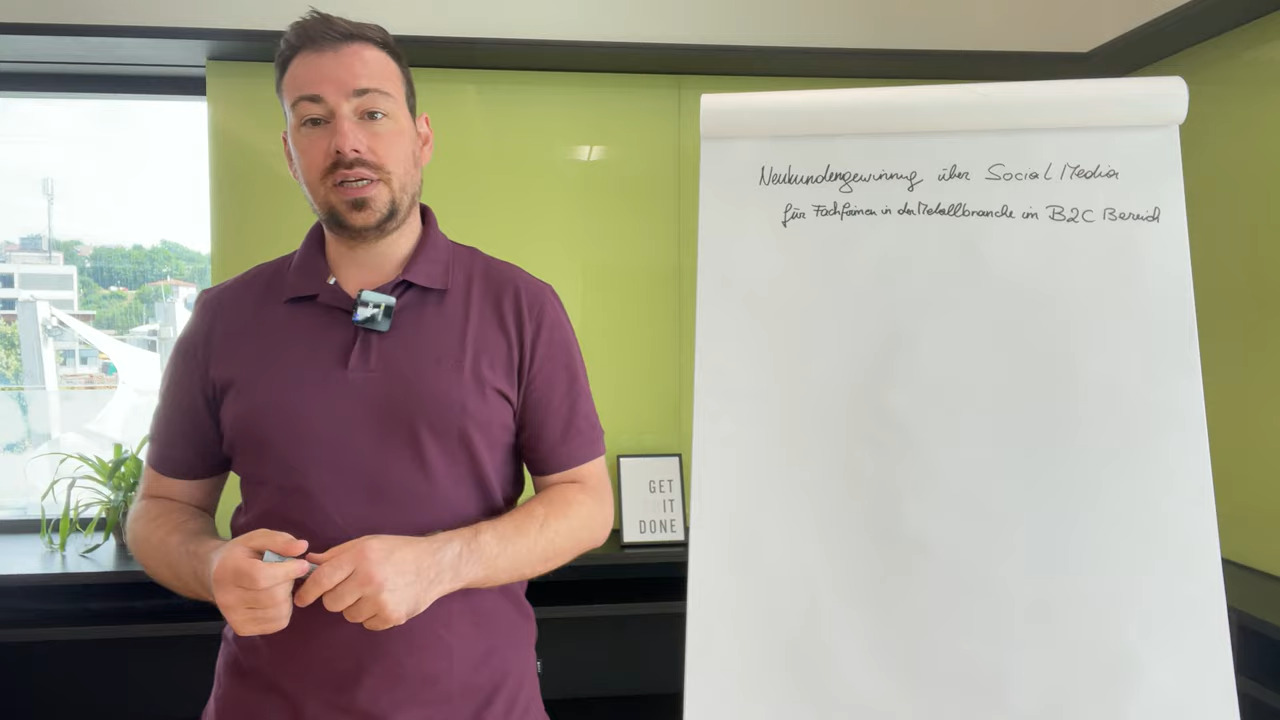 Neukundengewinnung über Social Media
für Fachfirmen in der Metallbranche im B2C Bereich
GET
IT
DONE